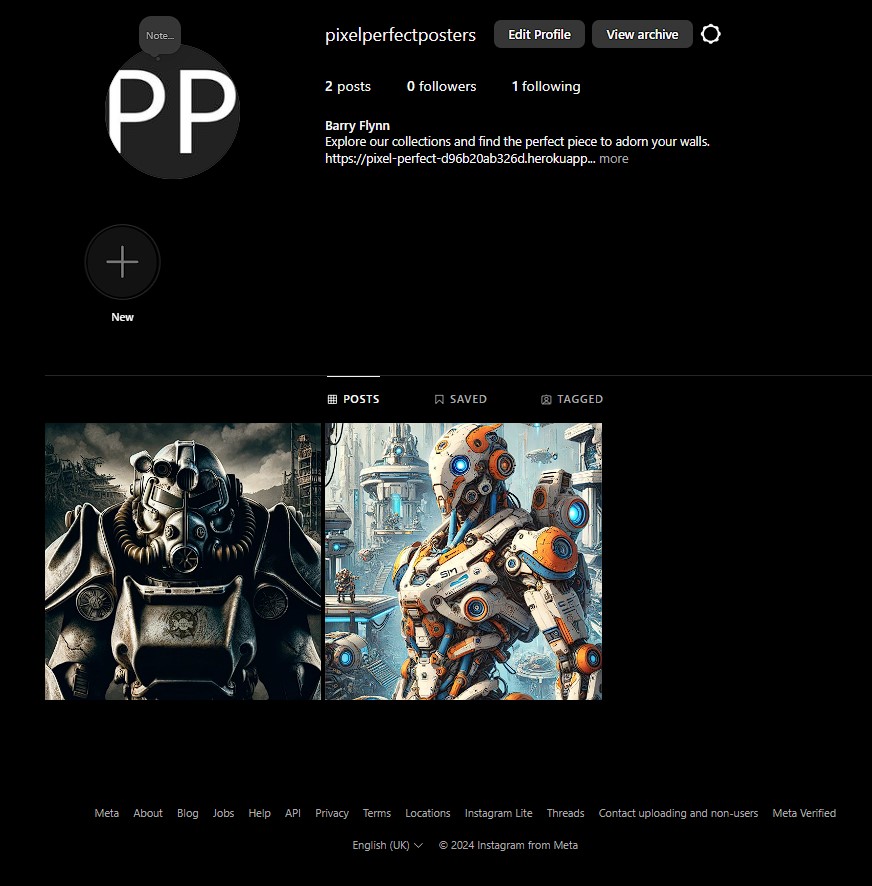 Note...
PP
pixelperfectposters Edit Profile View archive
2 posts 0 followers 1 following
Barry Flynn
Explore our collections and find the perfect piece to adorn your walls.
https://pixel-perfect-d96b20ab326d.herokuapp... more
New
POSTS SAVED TAGGED
Meta About Blog Jobs Help API Privacy Terms Locations Instagram Lite Threads Contact uploading and non-users Meta Verified
English (UK) © 2024 Instagram from Meta